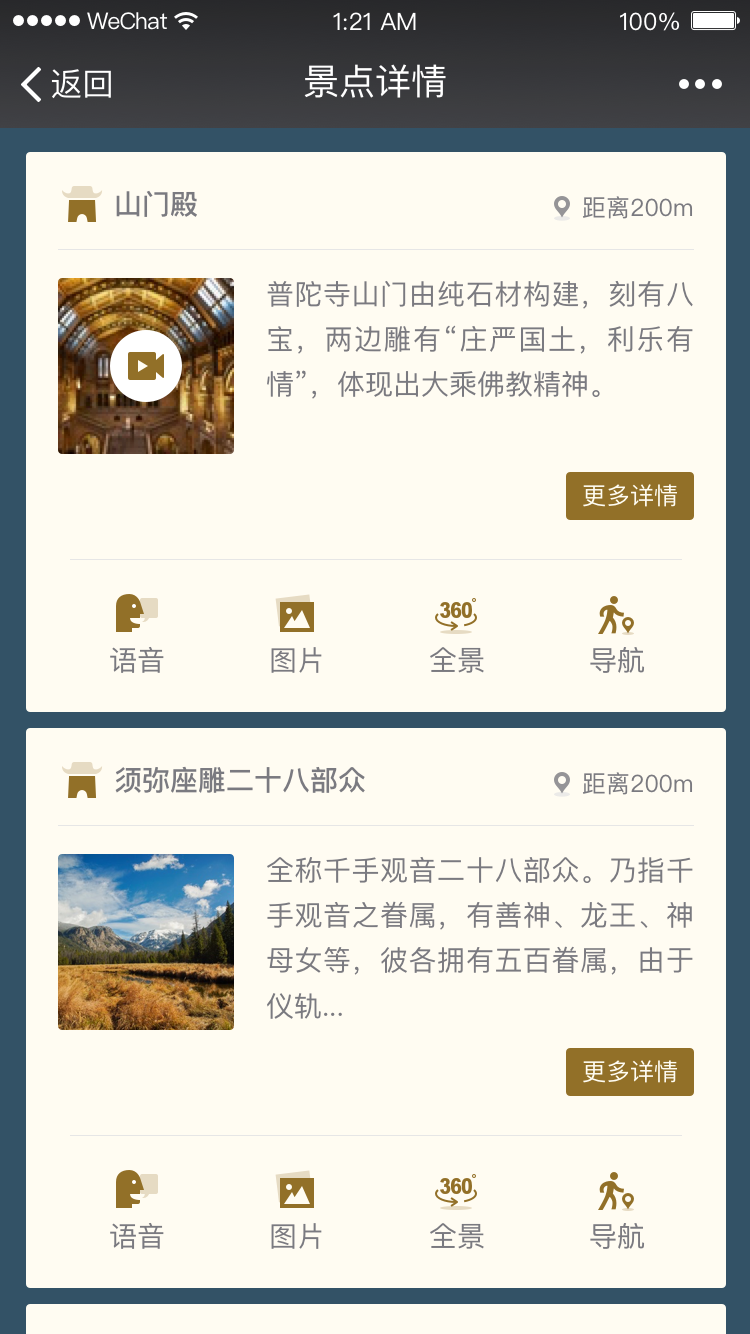 WeChat 1:21 AM 100%
返回 景点详情
山门殿 距离200m
普陀寺山门由纯石材构建，刻有八
宝，两边雕有“庄严国土，利乐有
情”，体现出大乘佛教精神。
更多详情
360°
语音 图片 全景 导航
须弥座雕二十八部众 距离200m
全称千手观音二十八部众。乃指千
手观音之眷属，有善神、龙王、神
母女等，彼各拥有五百眷属，由于
仪轨...
更多详情
360°
语音 图片 全景 导航